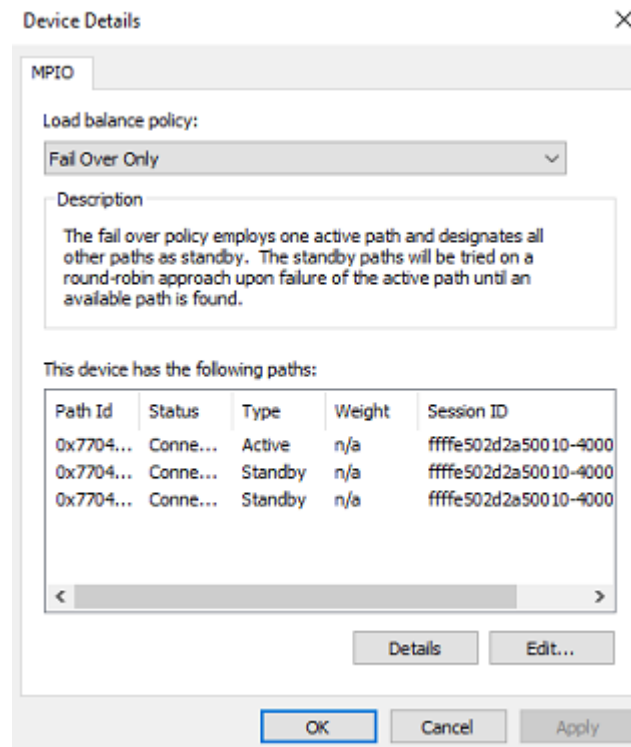 Device Details
MPIO
Load balance policy:
Fail Over Only
Description
The fail over policy employs one active path and designates all
other paths as standby. The standby paths will be tried on a
round-robin approach upon failure of the active path until an
available path is found.
This device has the following paths:
Path Id Status Type Weight Session ID
0x7704... Conne... Active n/a ffffe502d2a50010-4000
0x7704... Conne... Standby n/a ffffe502d2a50010-4000
0x7704... Conne... Standby n/a ffffe502d2a50010-4000
Details Edit...
OK Cancel Apply